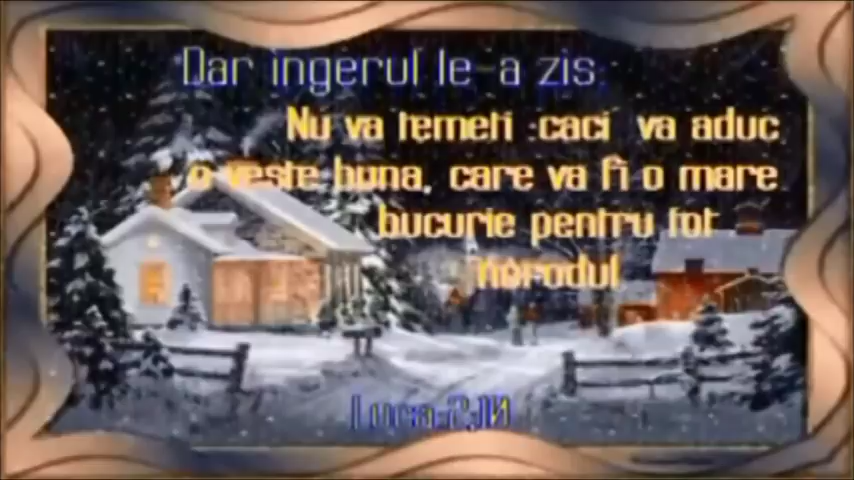 Dar ingerul le-a zis:
Nu va temeti :caci va aduc
o veste buna, care va fi o mare
bucurie pentru tot
norodul
Luca 2,10